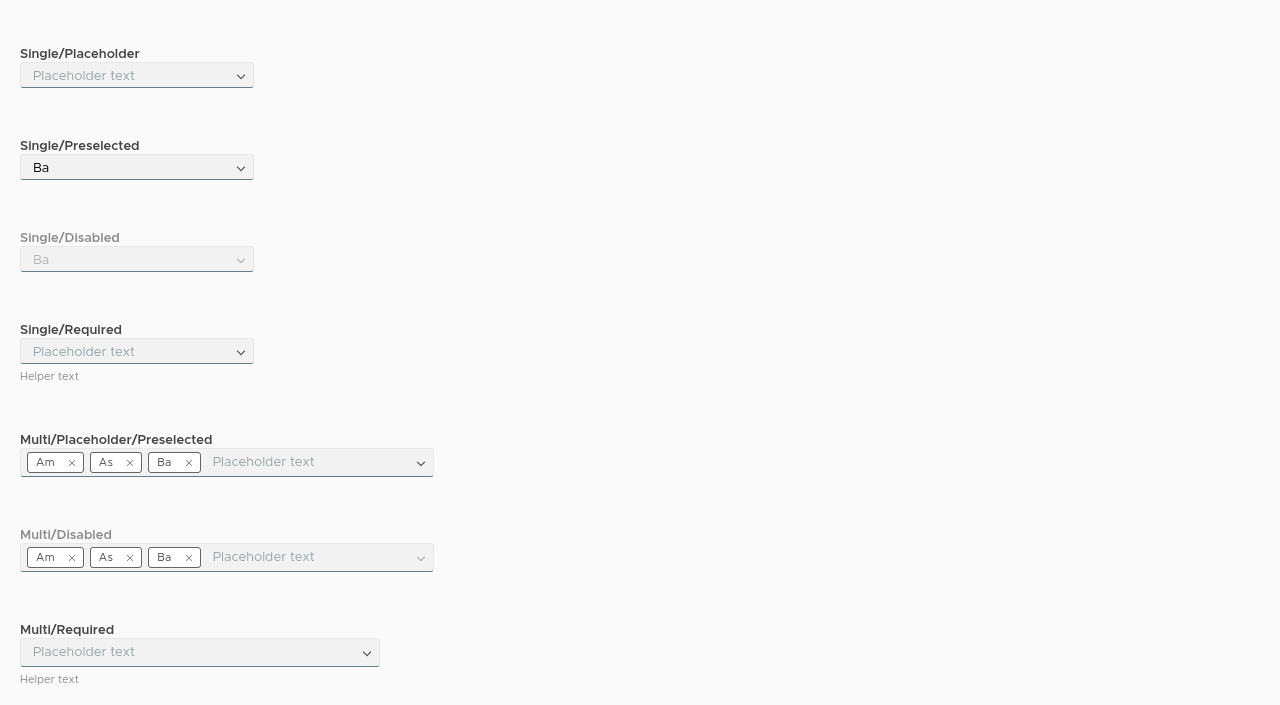 Single/Placeholder
Placeholder text
Single/Preselected
Ba
Single/Disabled
Ba
Single/Required
Placeholder text
Helper text
Multi/Placeholder/Preselected
Am As Ba Placeholder text
Multi/Disabled
Am As Ba Placeholder text
Multi/Required
Placeholder text
Helper text